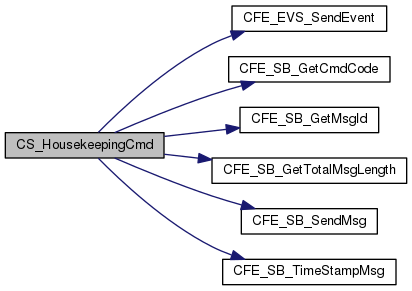 CFE_EVS_SendEvent
CFE_SB_GetCmdCode
CFE_SB_GetMsgId
CS_HousekeepingCmd
CFE_SB_GetTotalMsgLength
CFE_SB_SendMsg
CFE_SB_TimeStampMsg